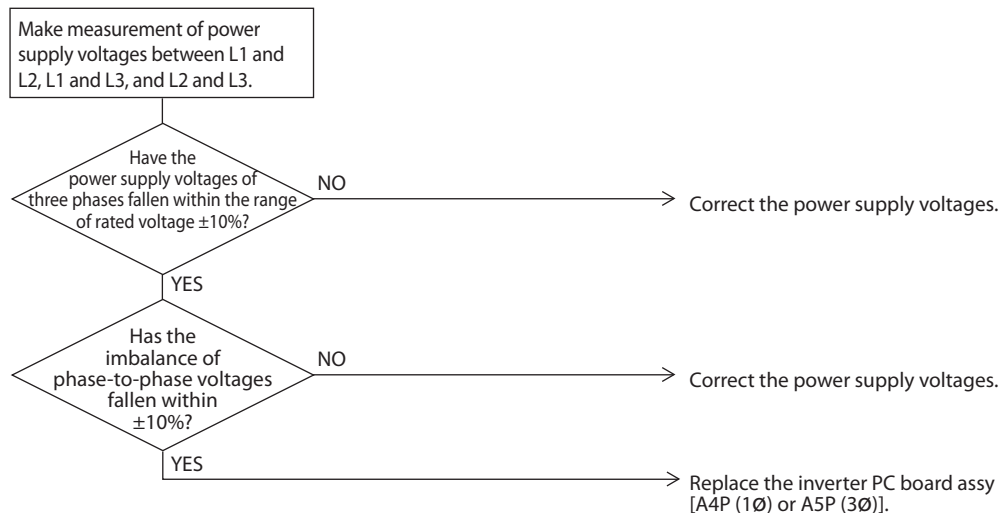 Make measurement of power
supply voltages between L1 and
L2, L1 and L3, and L2 and L3.
Have the
power supply voltages of
three phases fallen within the range
of rated voltage ±10%?
NO
Correct the power supply voltages.
YES
Has the
imbalance of
phase-to-phase voltages
fallen within
±10%?
NO
Correct the power supply voltages.
YES
Replace the inverter PC board assy
[A4P (1Ø) or A5P (3Ø)].